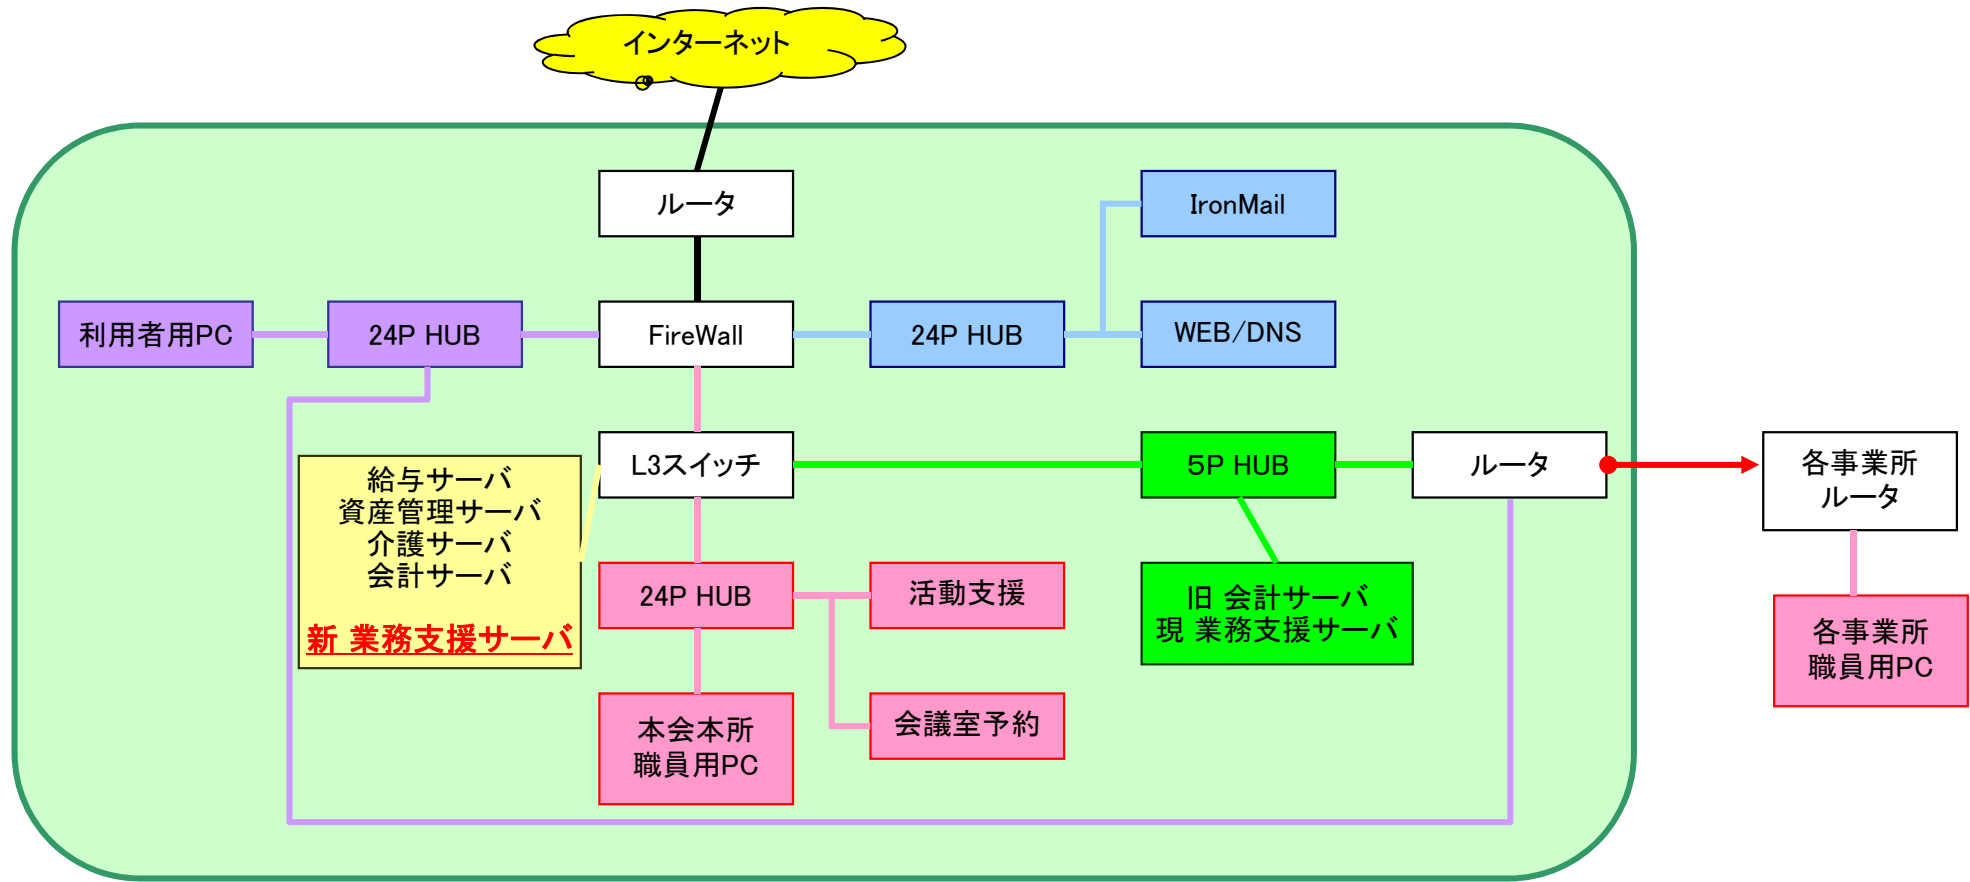 インターネット
ルータ
IronMail
利用者用PC
24P HUB
FireWall
24P HUB
WEB/DNS
L3スイッチ
５P HUB
ルータ
各事業所
ルータ
給与サーバ
資産管理サーバ
介護サーバ
会計サーバ
新 業務支援サーバ
24P HUB
活動支援
旧 会計サーバ
現 業務支援サーバ
各事業所
職員用PC
本会本所
職員用PC
会議室予約